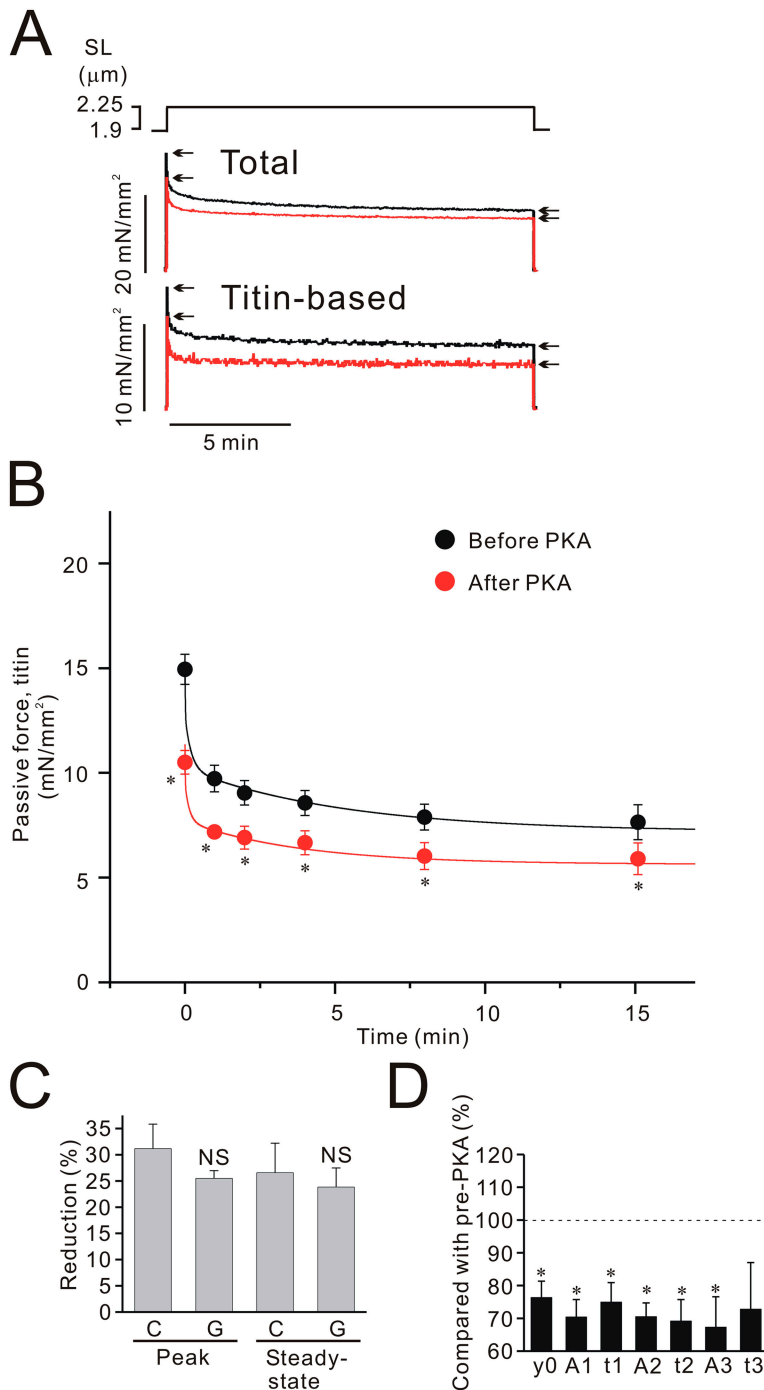 A
SL
(μm)
2.25
1.9
Total
20 mN/mm²
Titin-based
10 mN/mm²
5 min
B
Before PKA
After PKA
20
15
10
5
0
Passive force, titin
(mN/mm²)
*
*
*
*
*
*
0 5 10 15
Time (min)
C
Reduction (%)
35
30
25
20
15
10
5
0
NS
NS
C G C G
Peak
Steady-
state
D
Compared with pre-PKA (%)
120
110
100
90
80
70
60
* * * * * *
y0 A1 t1 A2 t2 A3 t3